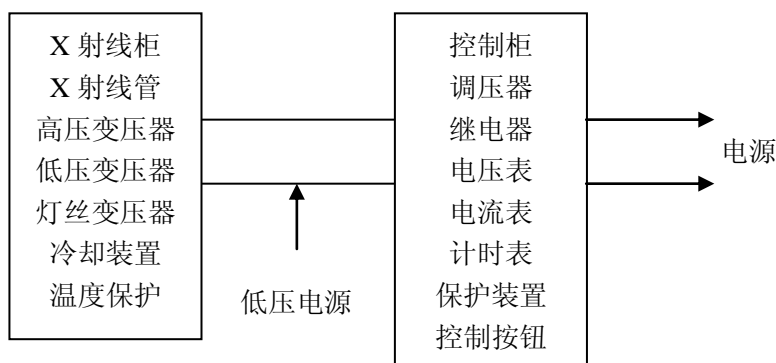 X 射线柜
X 射线管
高压变压器
低压变压器
灯丝变压器
冷却装置
温度保护
低压电源
控制柜
调压器
继电器
电压表
电流表
计时表
保护装置
控制按钮
电源